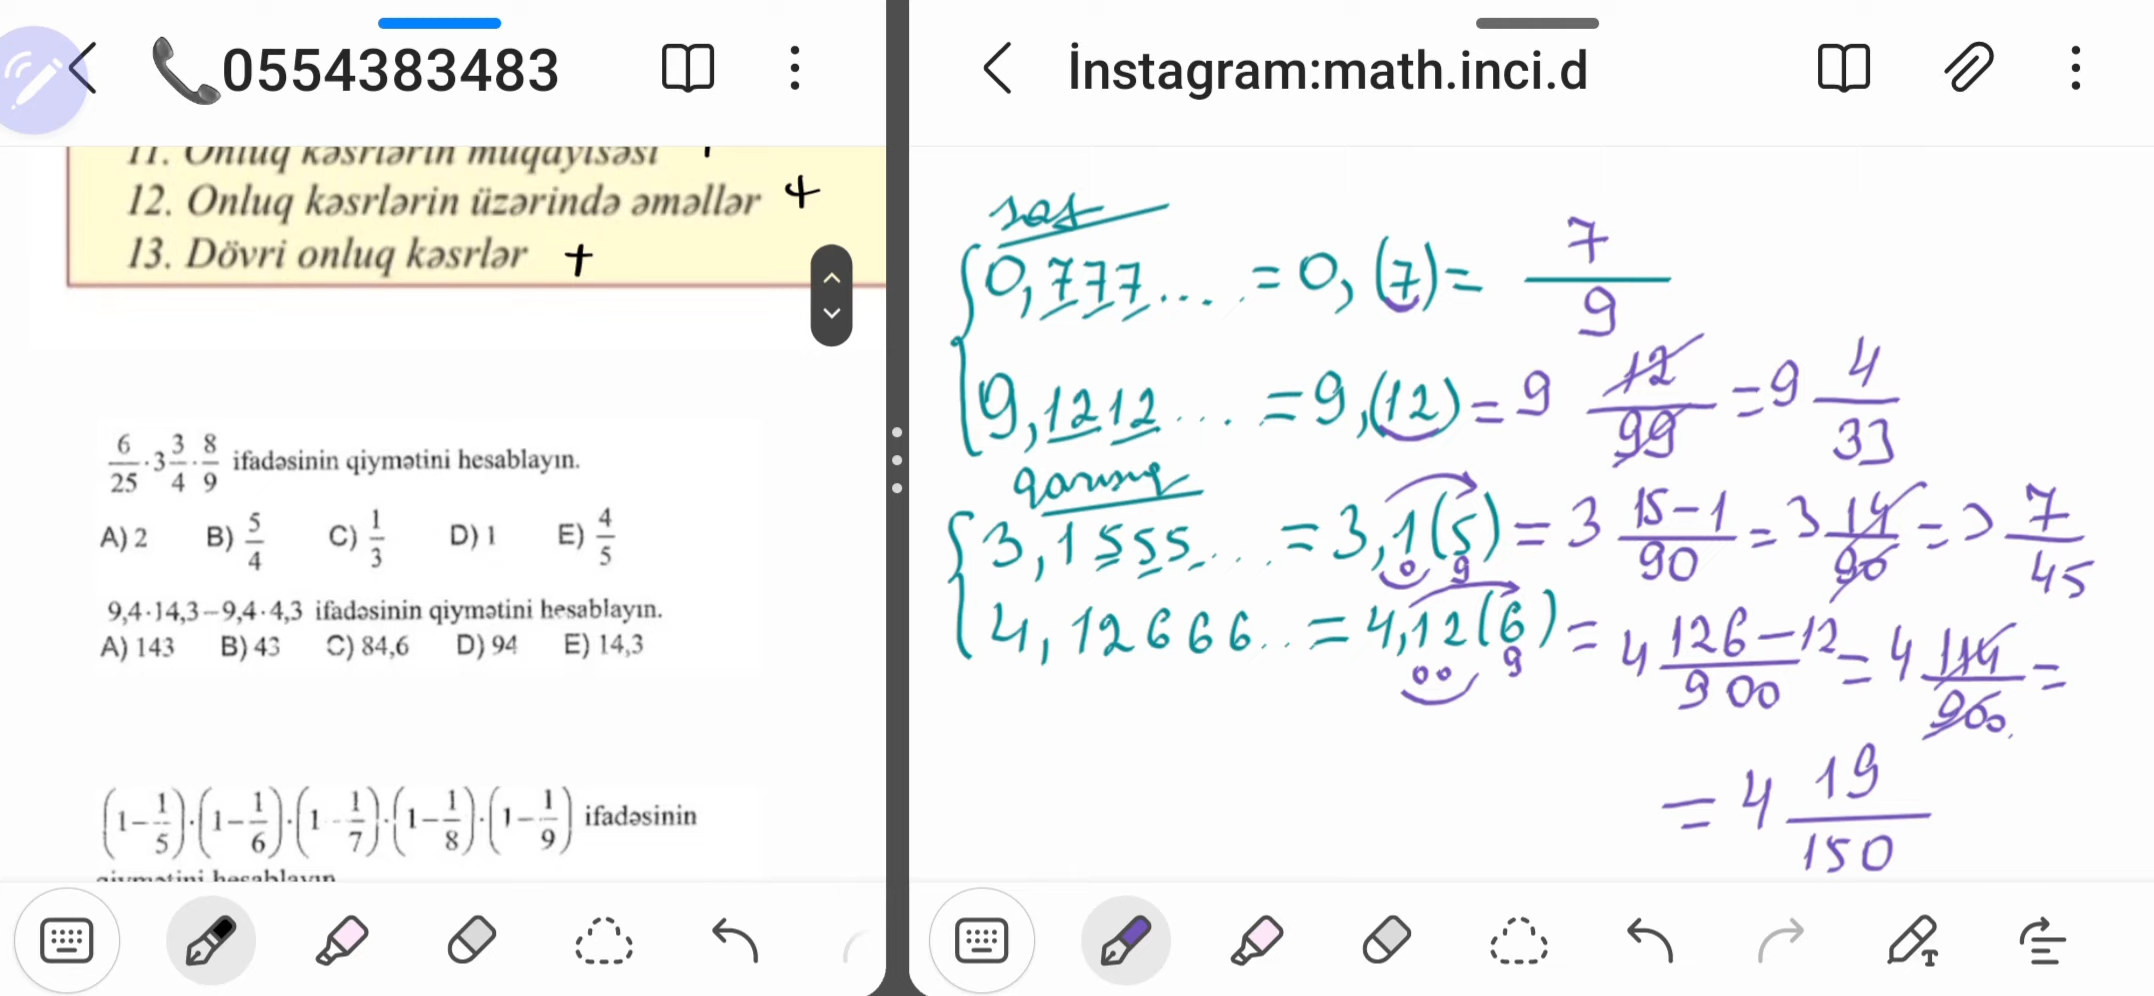 0554383483
11. Onluq kəsrlərin müqayisəsi +
12. Onluq kəsrlərin üzərində əməllər +
13. Dövri onluq kəsrlər +
6/25 · 3 3/4 · 8/9 ifadəsinin qiymətini hesablayın.
A) 2 B) 5/4 C) 1/3 D) 1 E) 4/5
9,4·14,3–9,4·4,3 ifadəsinin qiymətini hesablayın.
A) 143 B) 43 C) 84,6 D) 94 E) 14,3
(1–1/5)·(1–1/6)·(1–1/7)·(1–1/8)·(1–1/9) ifadəsinin
qiymətini hesablayın
İnstagram:math.inci.d
saf
0,777... = 0,(7) = 7/9
9,1212... = 9,(12) = 9 12/99 = 9 4/33
qarışıq
3,1555... = 3,1(5) = 3 15–1/90 = 3 14/90 = 3 7/45
0 9
4,12666.. = 4,12(6) = 4 126–12/900 = 4 114/900 =
00 9
= 4 19/150